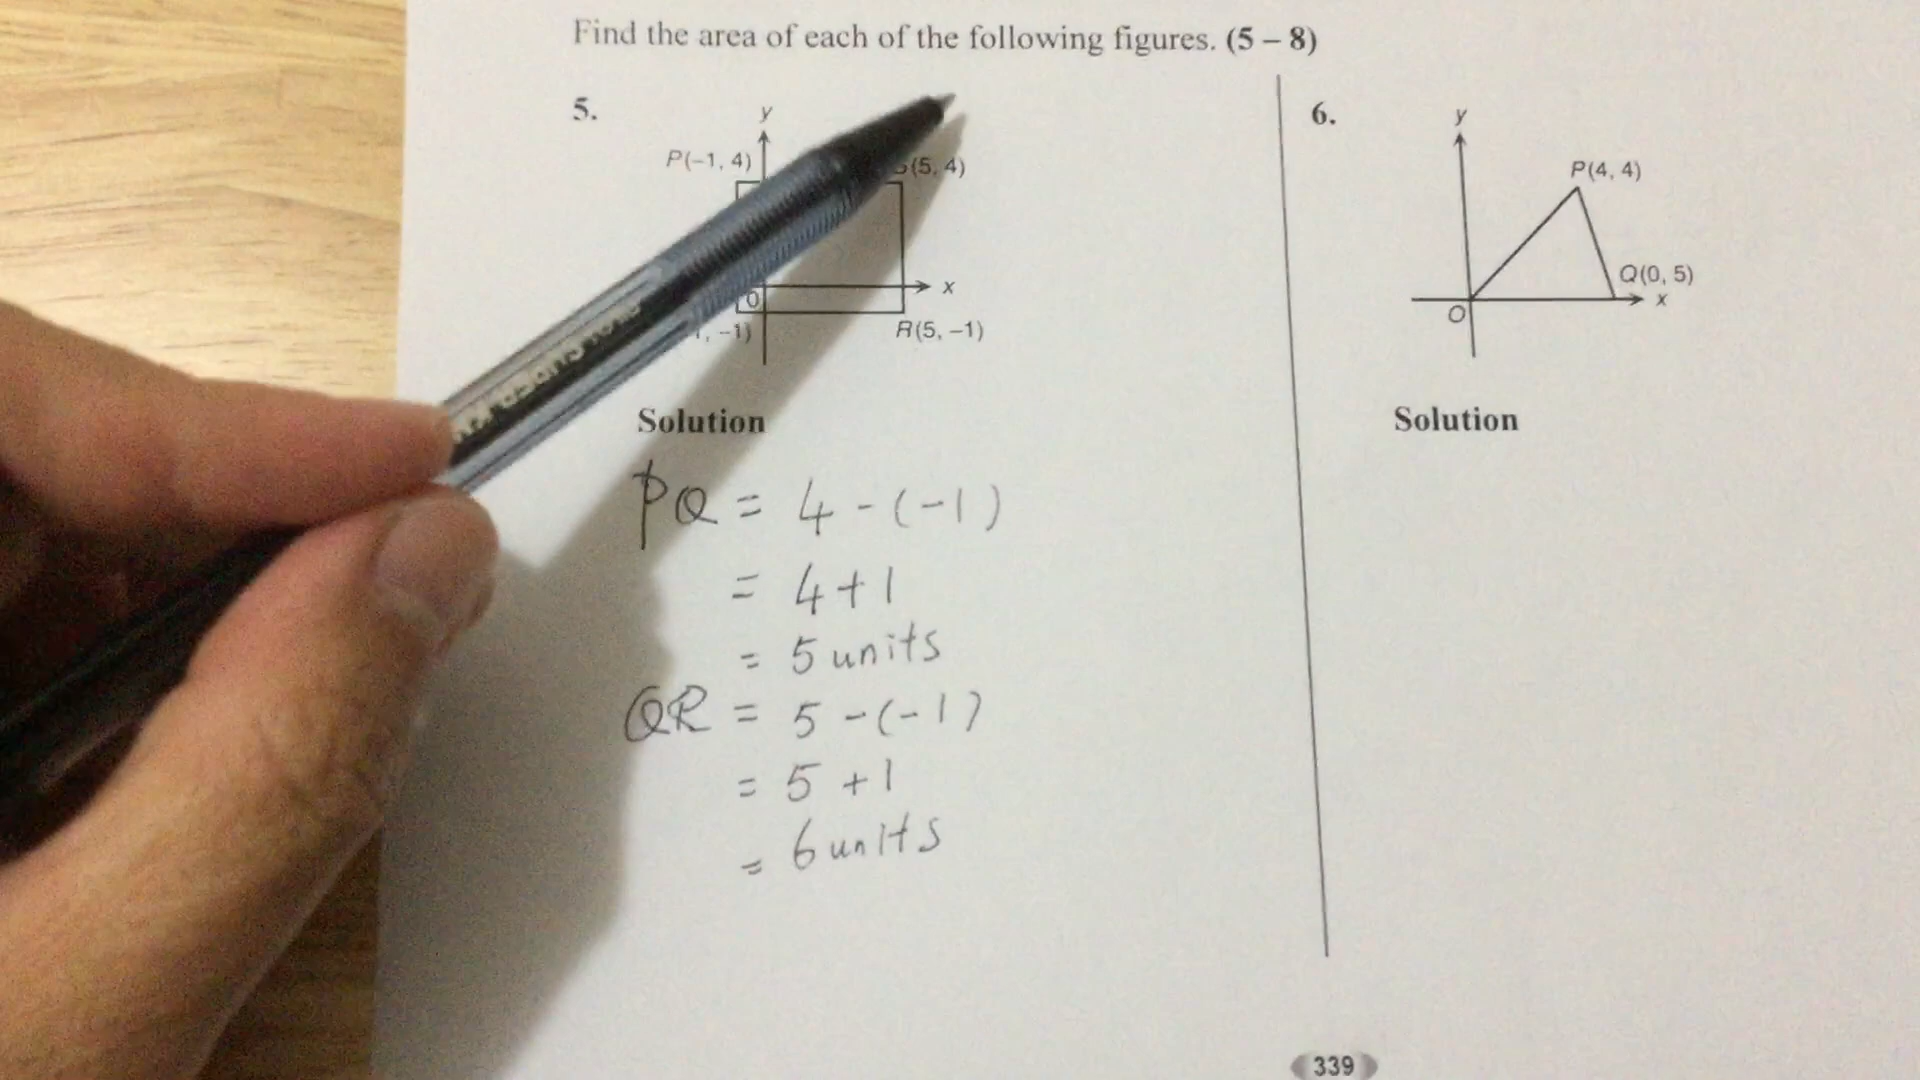 Find the area of each of the following figures. (5 – 8)
5.
y
P(−1, 4)
(5, 4)
x
O
, −1)
R(5, −1)
Solution
PQ = 4 - (-1)
= 4 + 1
= 5 units
QR = 5 - (-1)
= 5 + 1
= 6 units
6.
y
P(4, 4)
Q(0, 5)
x
O
Solution
339